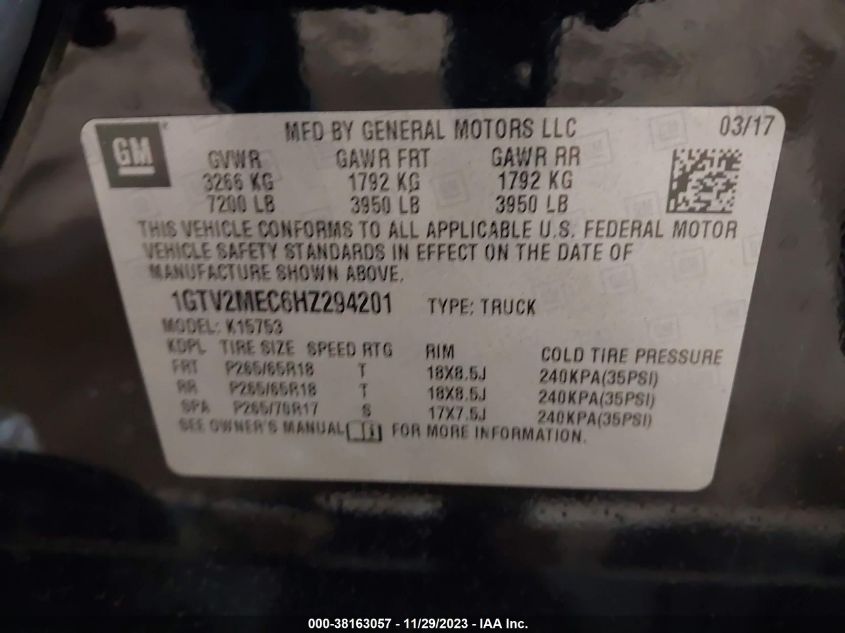 GM
MFD BY GENERAL MOTORS LLC 03/17
GVWR GAWR FRT GAWR RR
3266 KG 1792 KG 1792 KG
7200 LB 3950 LB 3950 LB
THIS VEHICLE CONFORMS TO ALL APPLICABLE U.S. FEDERAL MOTOR
VEHICLE SAFETY STANDARDS IN EFFECT ON THE DATE OF
MANUFACTURE SHOWN ABOVE.
1GTV2MEC6HZ294201 TYPE: TRUCK
MODEL: K15753
KDPL TIRE SIZE SPEED RTG RIM COLD TIRE PRESSURE
FRT P265/65R18 T 18X8.5J 240KPA(35PSI)
RR P265/65R18 T 18X8.5J 240KPA(35PSI)
SPA P265/70R17 S 17X7.5J 240KPA(35PSI)
SEE OWNER'S MANUAL FOR MORE INFORMATION.
000-38163057 - 11/29/2023 - IAA Inc.